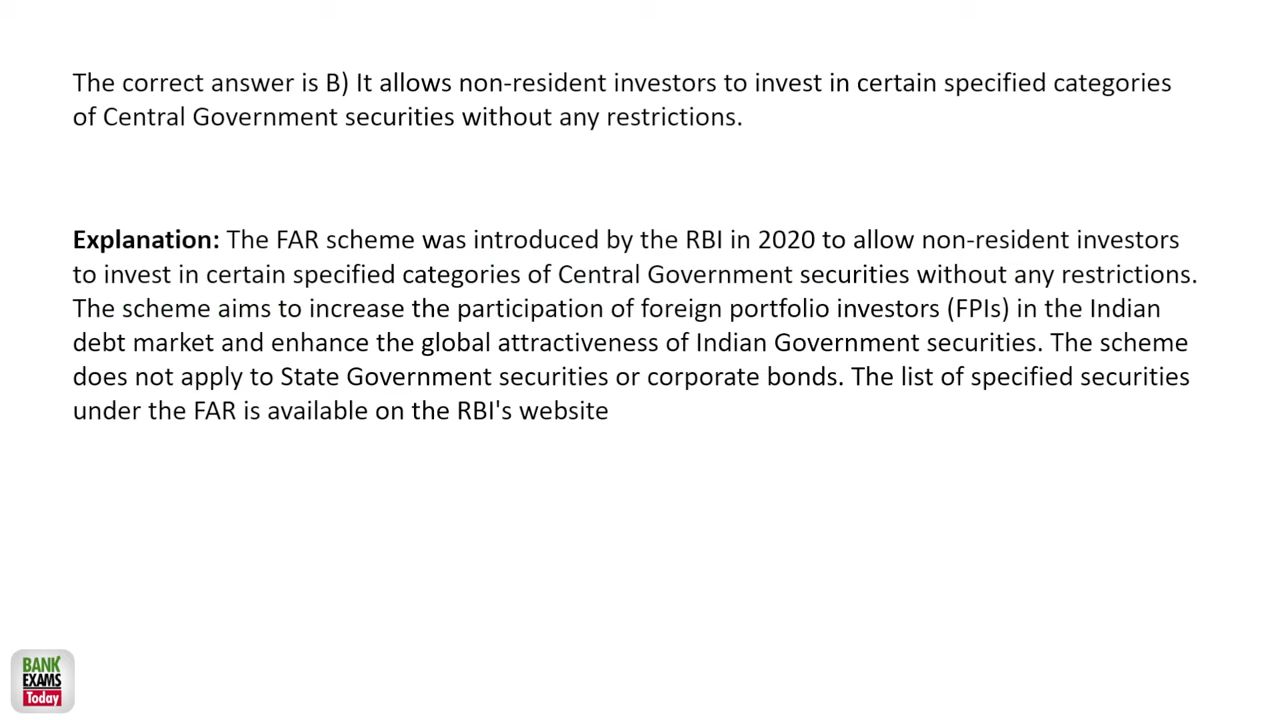 The correct answer is B) It allows non-resident investors to invest in certain specified categories
of Central Government securities without any restrictions.
Explanation: The FAR scheme was introduced by the RBI in 2020 to allow non-resident investors
to invest in certain specified categories of Central Government securities without any restrictions.
The scheme aims to increase the participation of foreign portfolio investors (FPIs) in the Indian
debt market and enhance the global attractiveness of Indian Government securities. The scheme
does not apply to State Government securities or corporate bonds. The list of specified securities
under the FAR is available on the RBI's website
BANK
EXAMS
Today